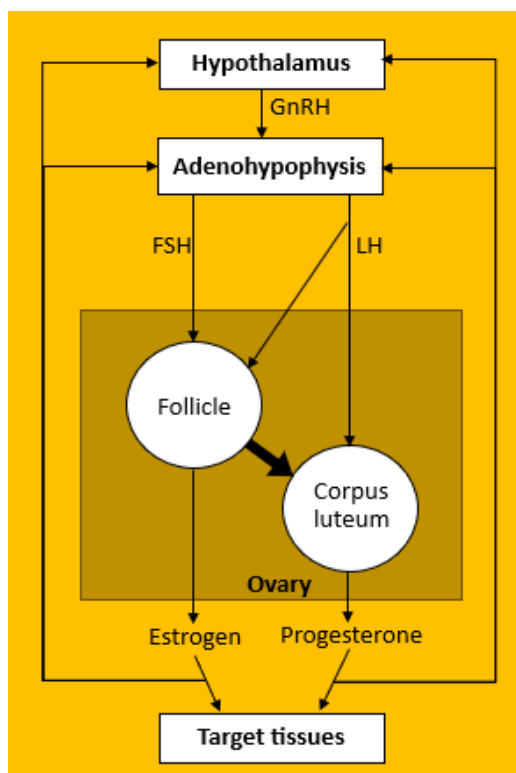 Hypothalamus
GnRH
Adenohypophysis
FSH
LH
Follicle
Corpus
luteum
Ovary
Estrogen
Progesterone
Target tissues